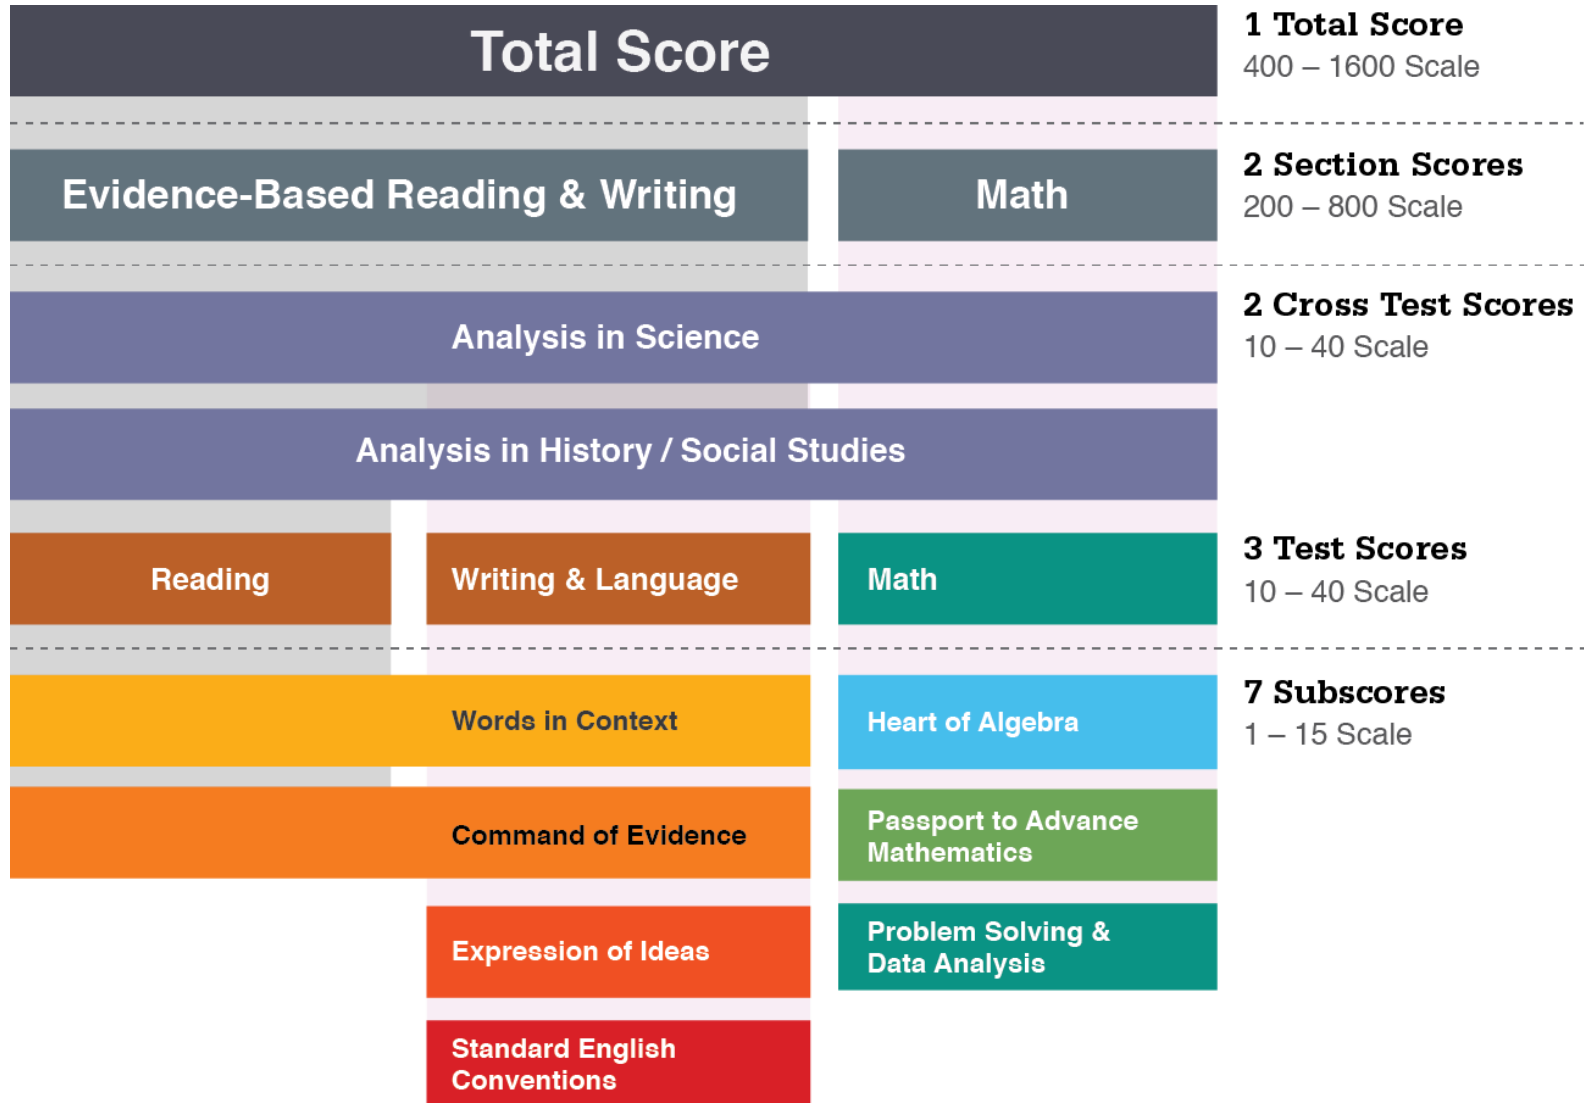 Total Score
1 Total Score
400 – 1600 Scale
Evidence-Based Reading & Writing
Math
2 Section Scores
200 – 800 Scale
Analysis in Science
2 Cross Test Scores
10 – 40 Scale
Analysis in History / Social Studies
Reading
Writing & Language
Math
3 Test Scores
10 – 40 Scale
Words in Context
Heart of Algebra
7 Subscores
1 – 15 Scale
Command of Evidence
Passport to Advance
Mathematics
Expression of Ideas
Problem Solving &
Data Analysis
Standard English
Conventions